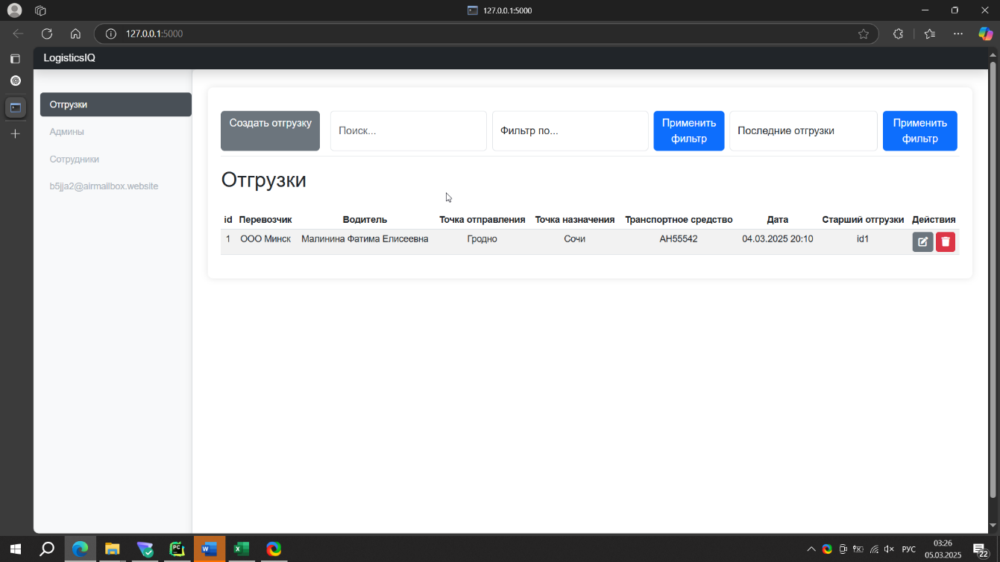 127.0.0.1:5000
127.0.0.1:5000
LogisticsIQ
Отгрузки
Админы
Сотрудники
b5jja2@airmailbox.website
Создать отгрузку
Поиск...
Фильтр по...
Применить
фильтр
Последние отгрузки
Применить
фильтр
Отгрузки
id Перевозчик Водитель Точка отправления Точка назначения Транспортное средство Дата Старший отгрузки Действия
1 ООО Минск Малинина Фатима Елисеевна Гродно Сочи АН55542 04.03.2025 20:10 id1
РУС
03:26
05.03.2025
22